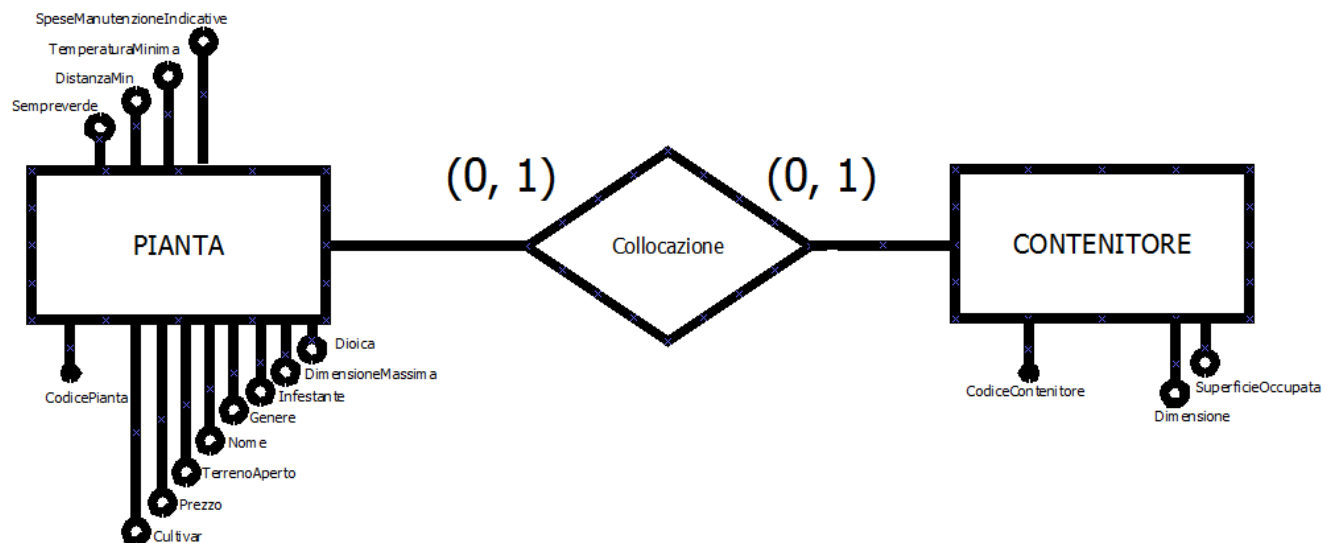 SpeseManutenzioneIndicative
TemperaturaMinima
DistanzaMin
Sempreverde
(0, 1)
(0, 1)
PIANTA
Collocazione
CONTENITORE
Dioica
DimensioneMassima
CodicePianta
Infestante
Genere
Nome
TerrenoAperto
Prezzo
Cultivar
CodiceContenitore
SuperficieOccupata
Dimensione